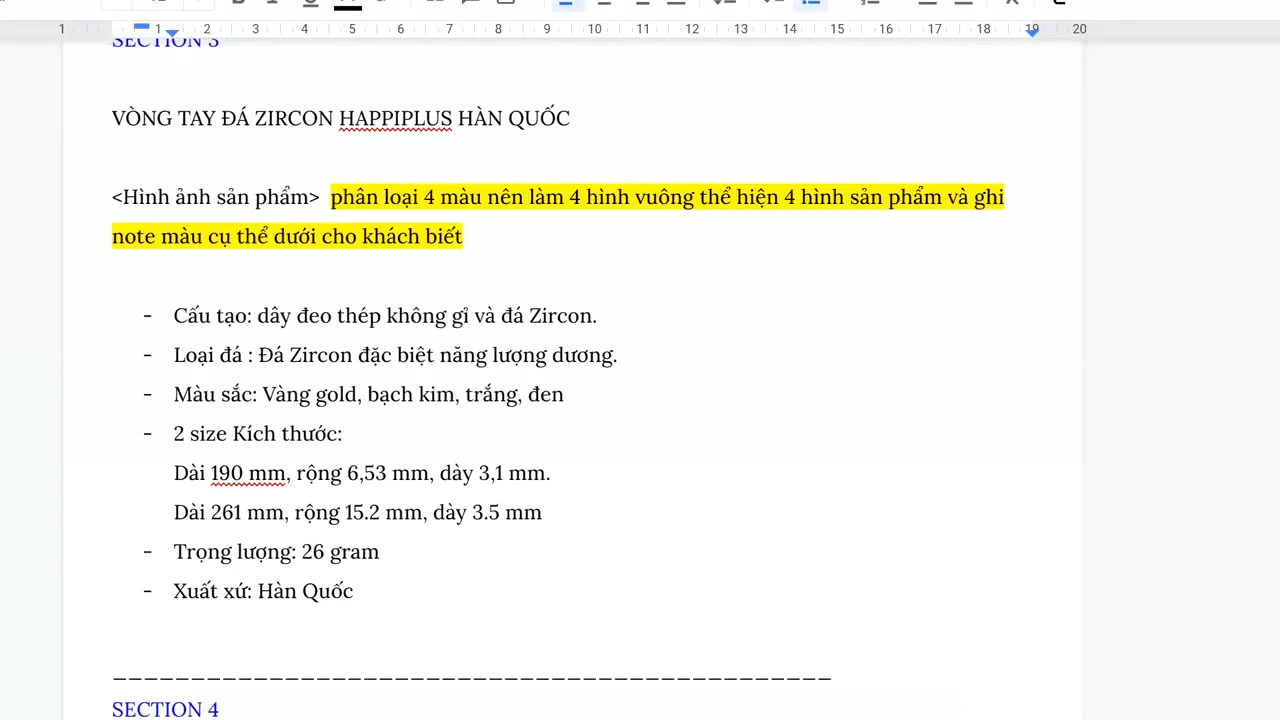 1 1 2 3 4 5 6 7 8 9 10 11 12 13 14 15 16 17 18 19 20
SECTION 3
VÒNG TAY ĐÁ ZIRCON HAPPIPLUS HÀN QUỐC
<Hình ảnh sản phẩm> phân loại 4 màu nên làm 4 hình vuông thể hiện 4 hình sản phẩm và ghi
note màu cụ thể dưới cho khách biết
- Cấu tạo: dây đeo thép không gỉ và đá Zircon.
- Loại đá : Đá Zircon đặc biệt năng lượng dương.
- Màu sắc: Vàng gold, bạch kim, trắng, đen
- 2 size Kích thước:
Dài 190 mm, rộng 6,53 mm, dày 3,1 mm.
Dài 261 mm, rộng 15.2 mm, dày 3.5 mm
- Trọng lượng: 26 gram
- Xuất xứ: Hàn Quốc
______________________________________________
SECTION 4